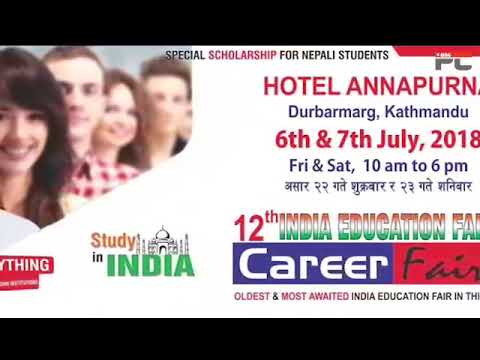 SPECIAL SCHOLARSHIP FOR NEPALI STUDENTS
HOTEL ANNAPURNA
Durbarmarg, Kathmandu
6th & 7th July, 2018
Fri & Sat, 10 am to 6 pm
असार २२ गते शुक्रबार र २३ गते शनिबार
12th INDIA EDUCATION FAI
Study
in
INDIA
Career Fair
YTHING
OLDEST & MOST AWAITED INDIA EDUCATION FAIR IN THI